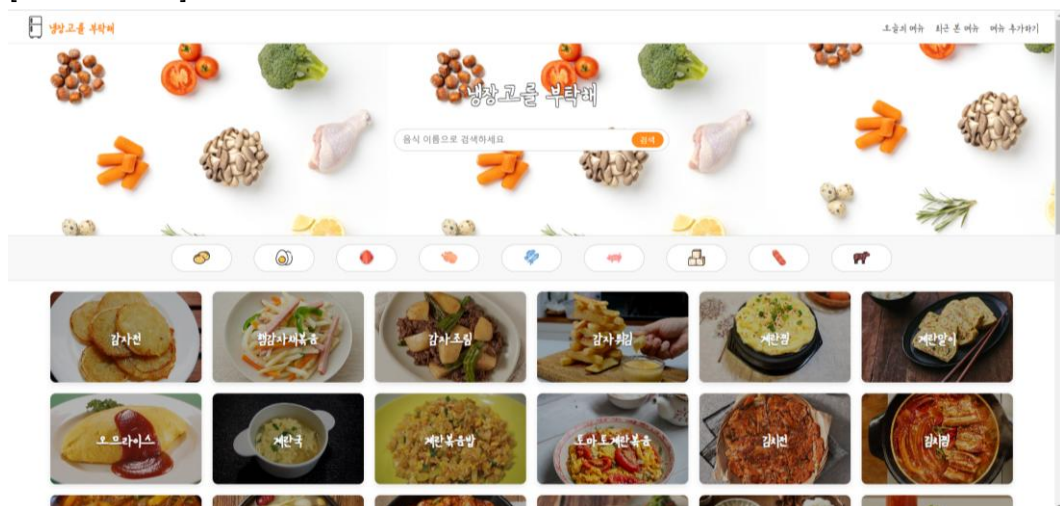 냉장고를 부탁해
오늘의 메뉴 최근 본 메뉴 메뉴 추가하기
냉장고를 부탁해
음식 이름으로 검색하세요
검색
감자전 햄감자채볶음 감자조림 감자튀김 계란찜 계란말이
오므라이스 계란국 계란볶음밥 토마토계란볶음 김치전 김치찜